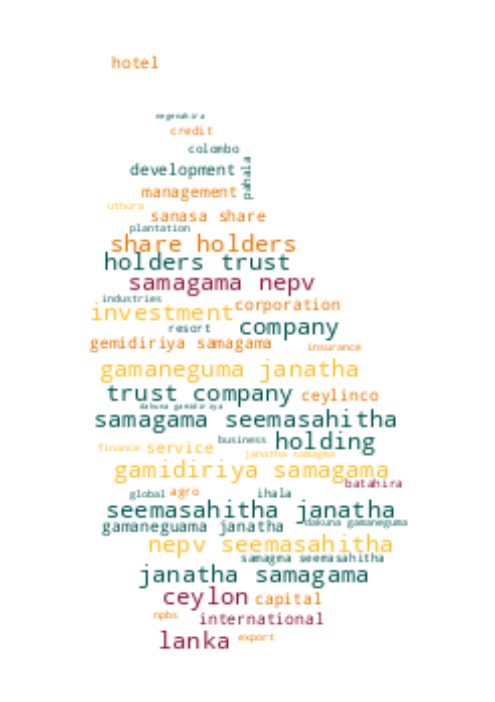 hotel
negenahira
credit
colombo
development pahala
management
uthura
sanasa share
plantation
share holders
holders trust
samagama nepv
industries
investment corporation
resort company
gemidiriya samagama insurance
gamaneguma janatha
trust company ceylinco
dakuna gamidiriya
samagama seemasahitha
business holding
finance service janatha samagma
gamidiriya samagama
batahira
global agro ihala
seemasahitha janatha
gamaneguama janatha dakuna gamaneguma
nepv seemasahitha
samagma seemasahitha
janatha samagama
ceylon capital
npbs international
lanka export